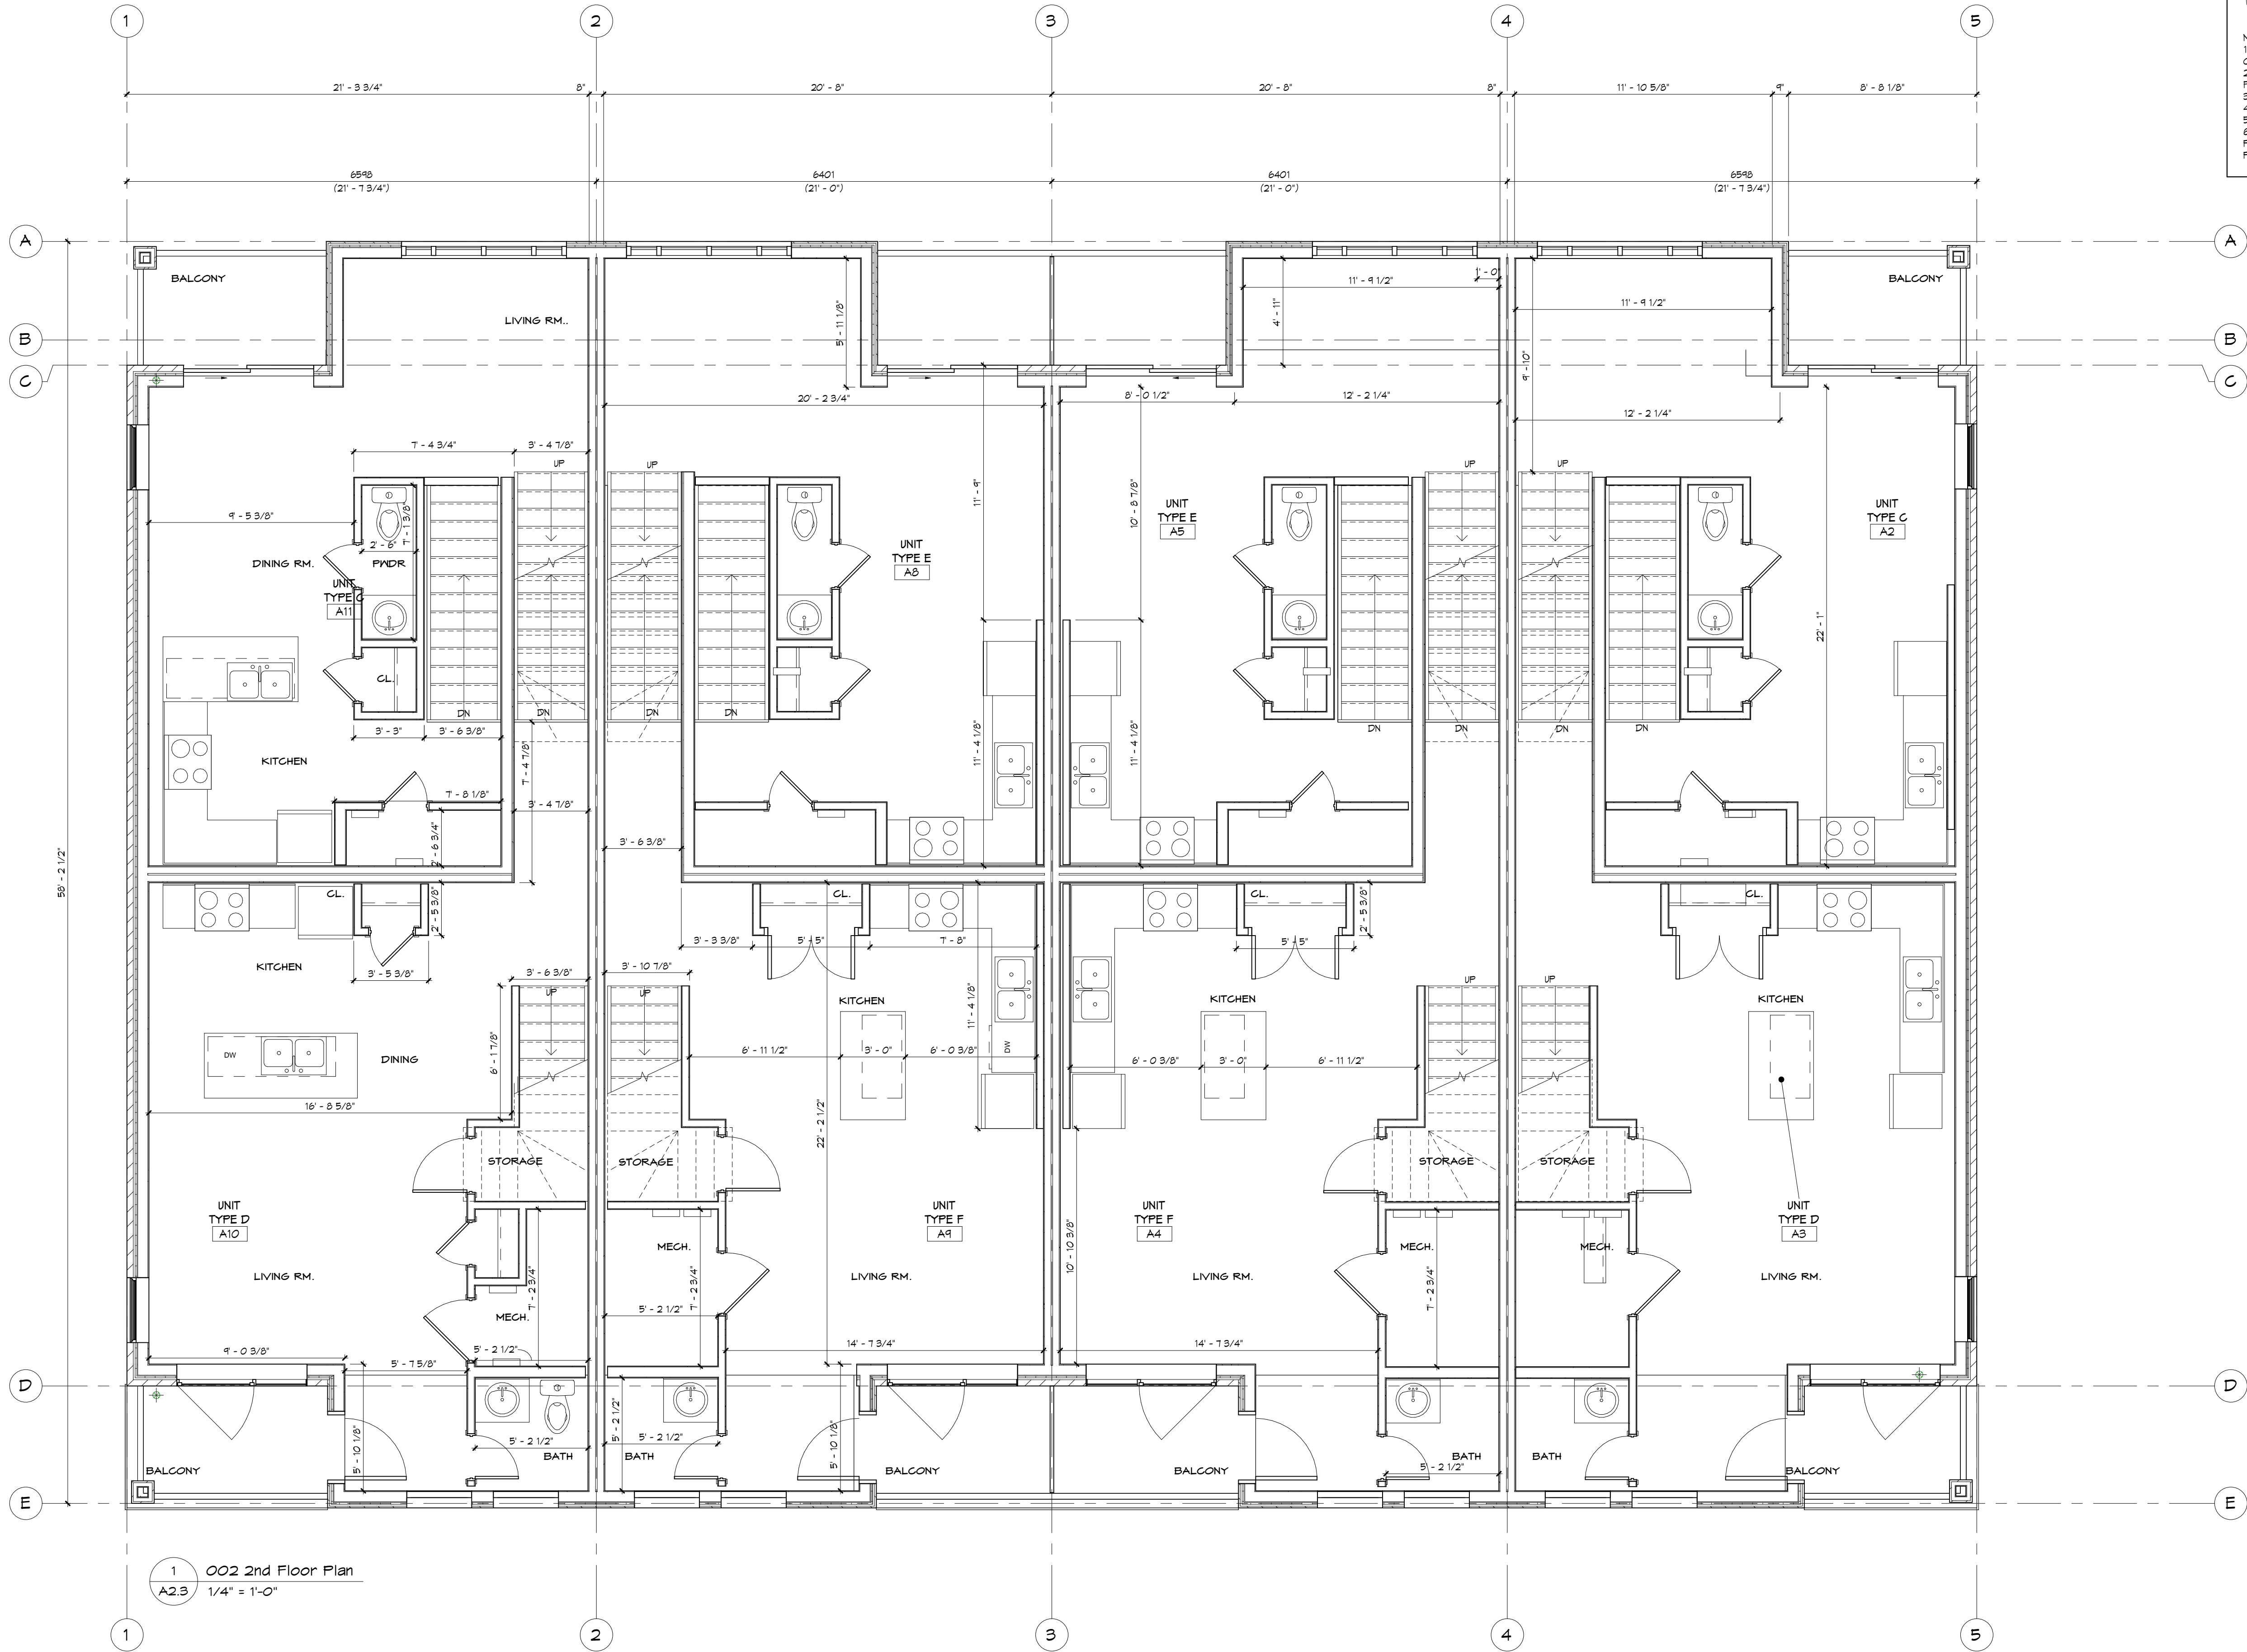 1 2 3 4 5
21' - 3 3/4" 8" 20' - 8" 20' - 8" 8" 11' - 10 5/8" 9" 8' - 8 1/8"
6598 6401 6401 6598
(21' - 7 3/4") (21' - 0") (21' - 0") (21' - 7 3/4")
A A
BALCONY BALCONY
1' - 0"
11' - 9 1/2"
11' - 9 1/2"
5' - 11 1/8"
4' - 11"
LIVING RM..
B B
9' - 10"
C C
20' - 2 3/4" 8' - 0 1/2" 12' - 2 1/4"
12' - 2 1/4"
7' - 4 3/4" 3' - 4 7/8"
UP UP UP UP
11' - 9"
10' - 8 7/8"
9' - 5 3/8"
7' - 1 3/8"
2' - 6"
UNIT
TYPE E
A5
UNIT
TYPE C
A2
UNIT
TYPE E
A8
DINING RM.
PWDR
UNIT
TYPE C
A11
22' - 1"
CL.
DN DN DN DN DN DN DN DN
3' - 3" 3' - 6 3/8"
7' - 4 7/8"
11' - 4 1/8"
11' - 4 1/8"
KITCHEN
7' - 8 1/8"
3' - 4 7/8"
2' - 6 3/4"
3' - 6 3/8"
58' - 2 1/2"
CL. CL. CL. CL.
2' - 5 3/8"
2' - 5 3/8"
3' - 3 3/8" 5' - 5" 7' - 8" 5' - 5"
KITCHEN
3' - 5 3/8" 3' - 6 3/8" 3' - 10 7/8"
UP UP UP UP
KITCHEN KITCHEN KITCHEN
11' - 4 1/8"
6' - 1 7/8"
DW
DINING
6' - 11 1/2" 3' - 0" 6' - 0 3/8"
DW
6' - 0 3/8" 3' - 0" 6' - 11 1/2"
16' - 8 5/8"
22' - 2 1/2"
STORAGE STORAGE STORAGE STORAGE
UNIT
TYPE D
A10
UNIT
TYPE F
A9
UNIT
TYPE F
A4
UNIT
TYPE D
A3
10' - 10 3/8"
MECH. MECH. MECH.
LIVING RM. LIVING RM. LIVING RM. LIVING RM.
7' - 2 3/4"
7' - 2 3/4"
7' - 2 3/4"
MECH.
5' - 2 1/2"
9' - 0 3/8" 5' - 2 1/2" 14' - 7 3/4" 14' - 7 3/4"
5' - 7 5/8"
D D
5' - 2 1/2"
5' - 2 1/2" 5' - 2 1/2"
5' - 10 1/8"
5' - 10 1/8"
BATH BATH BATH BATH
5' - 2 1/2"
BALCONY BALCONY BALCONY BALCONY
E E
1
A2.3
002 2nd Floor Plan
1/4" = 1'-0"
1 2 3 4 5